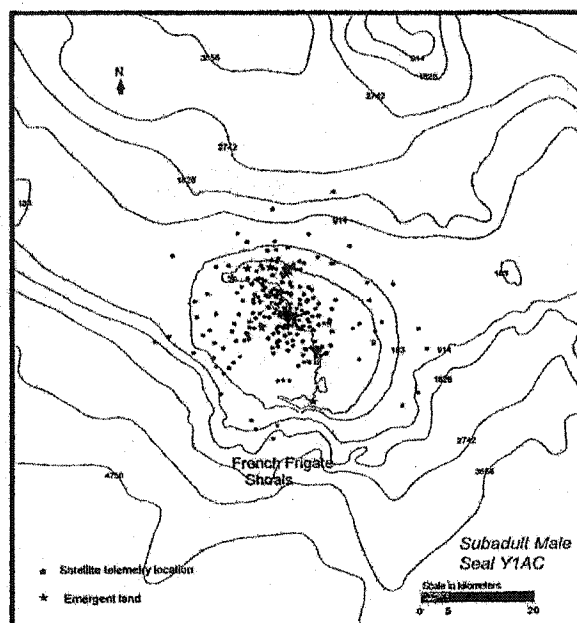 3656
914
1828
2742
N
2742
1828
914
183
183
183
914
1828
2742
3656
4750
French Frigate
Shoals
Subadult Male
Seal Y1AC
Satellite telemetry location
Emergent land
Scale in kilometers
0 5 20